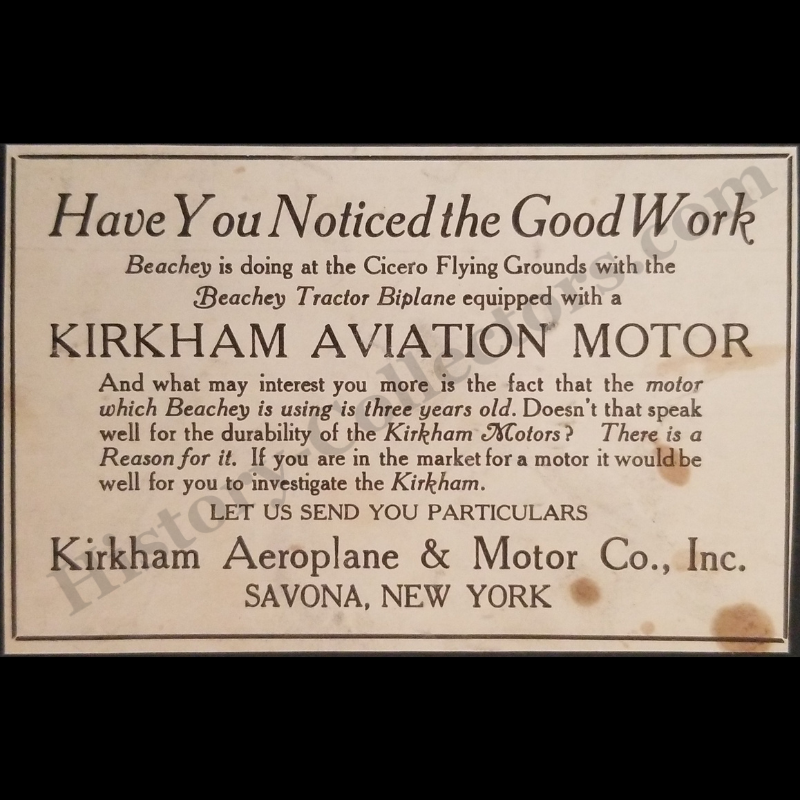 Have You Noticed the Good Work
Beachey is doing at the Cicero Flying Grounds with the
Beachey Tractor Biplane equipped with a
KIRKHAM AVIATION MOTOR
And what may interest you more is the fact that the motor
which Beachey is using is three years old. Doesn't that speak
well for the durability of the Kirkham Motors? There is a
Reason for it. If you are in the market for a motor it would be
well for you to investigate the Kirkham.
LET US SEND YOU PARTICULARS
Kirkham Aeroplane & Motor Co., Inc.
SAVONA, NEW YORK
History-Collectors.com